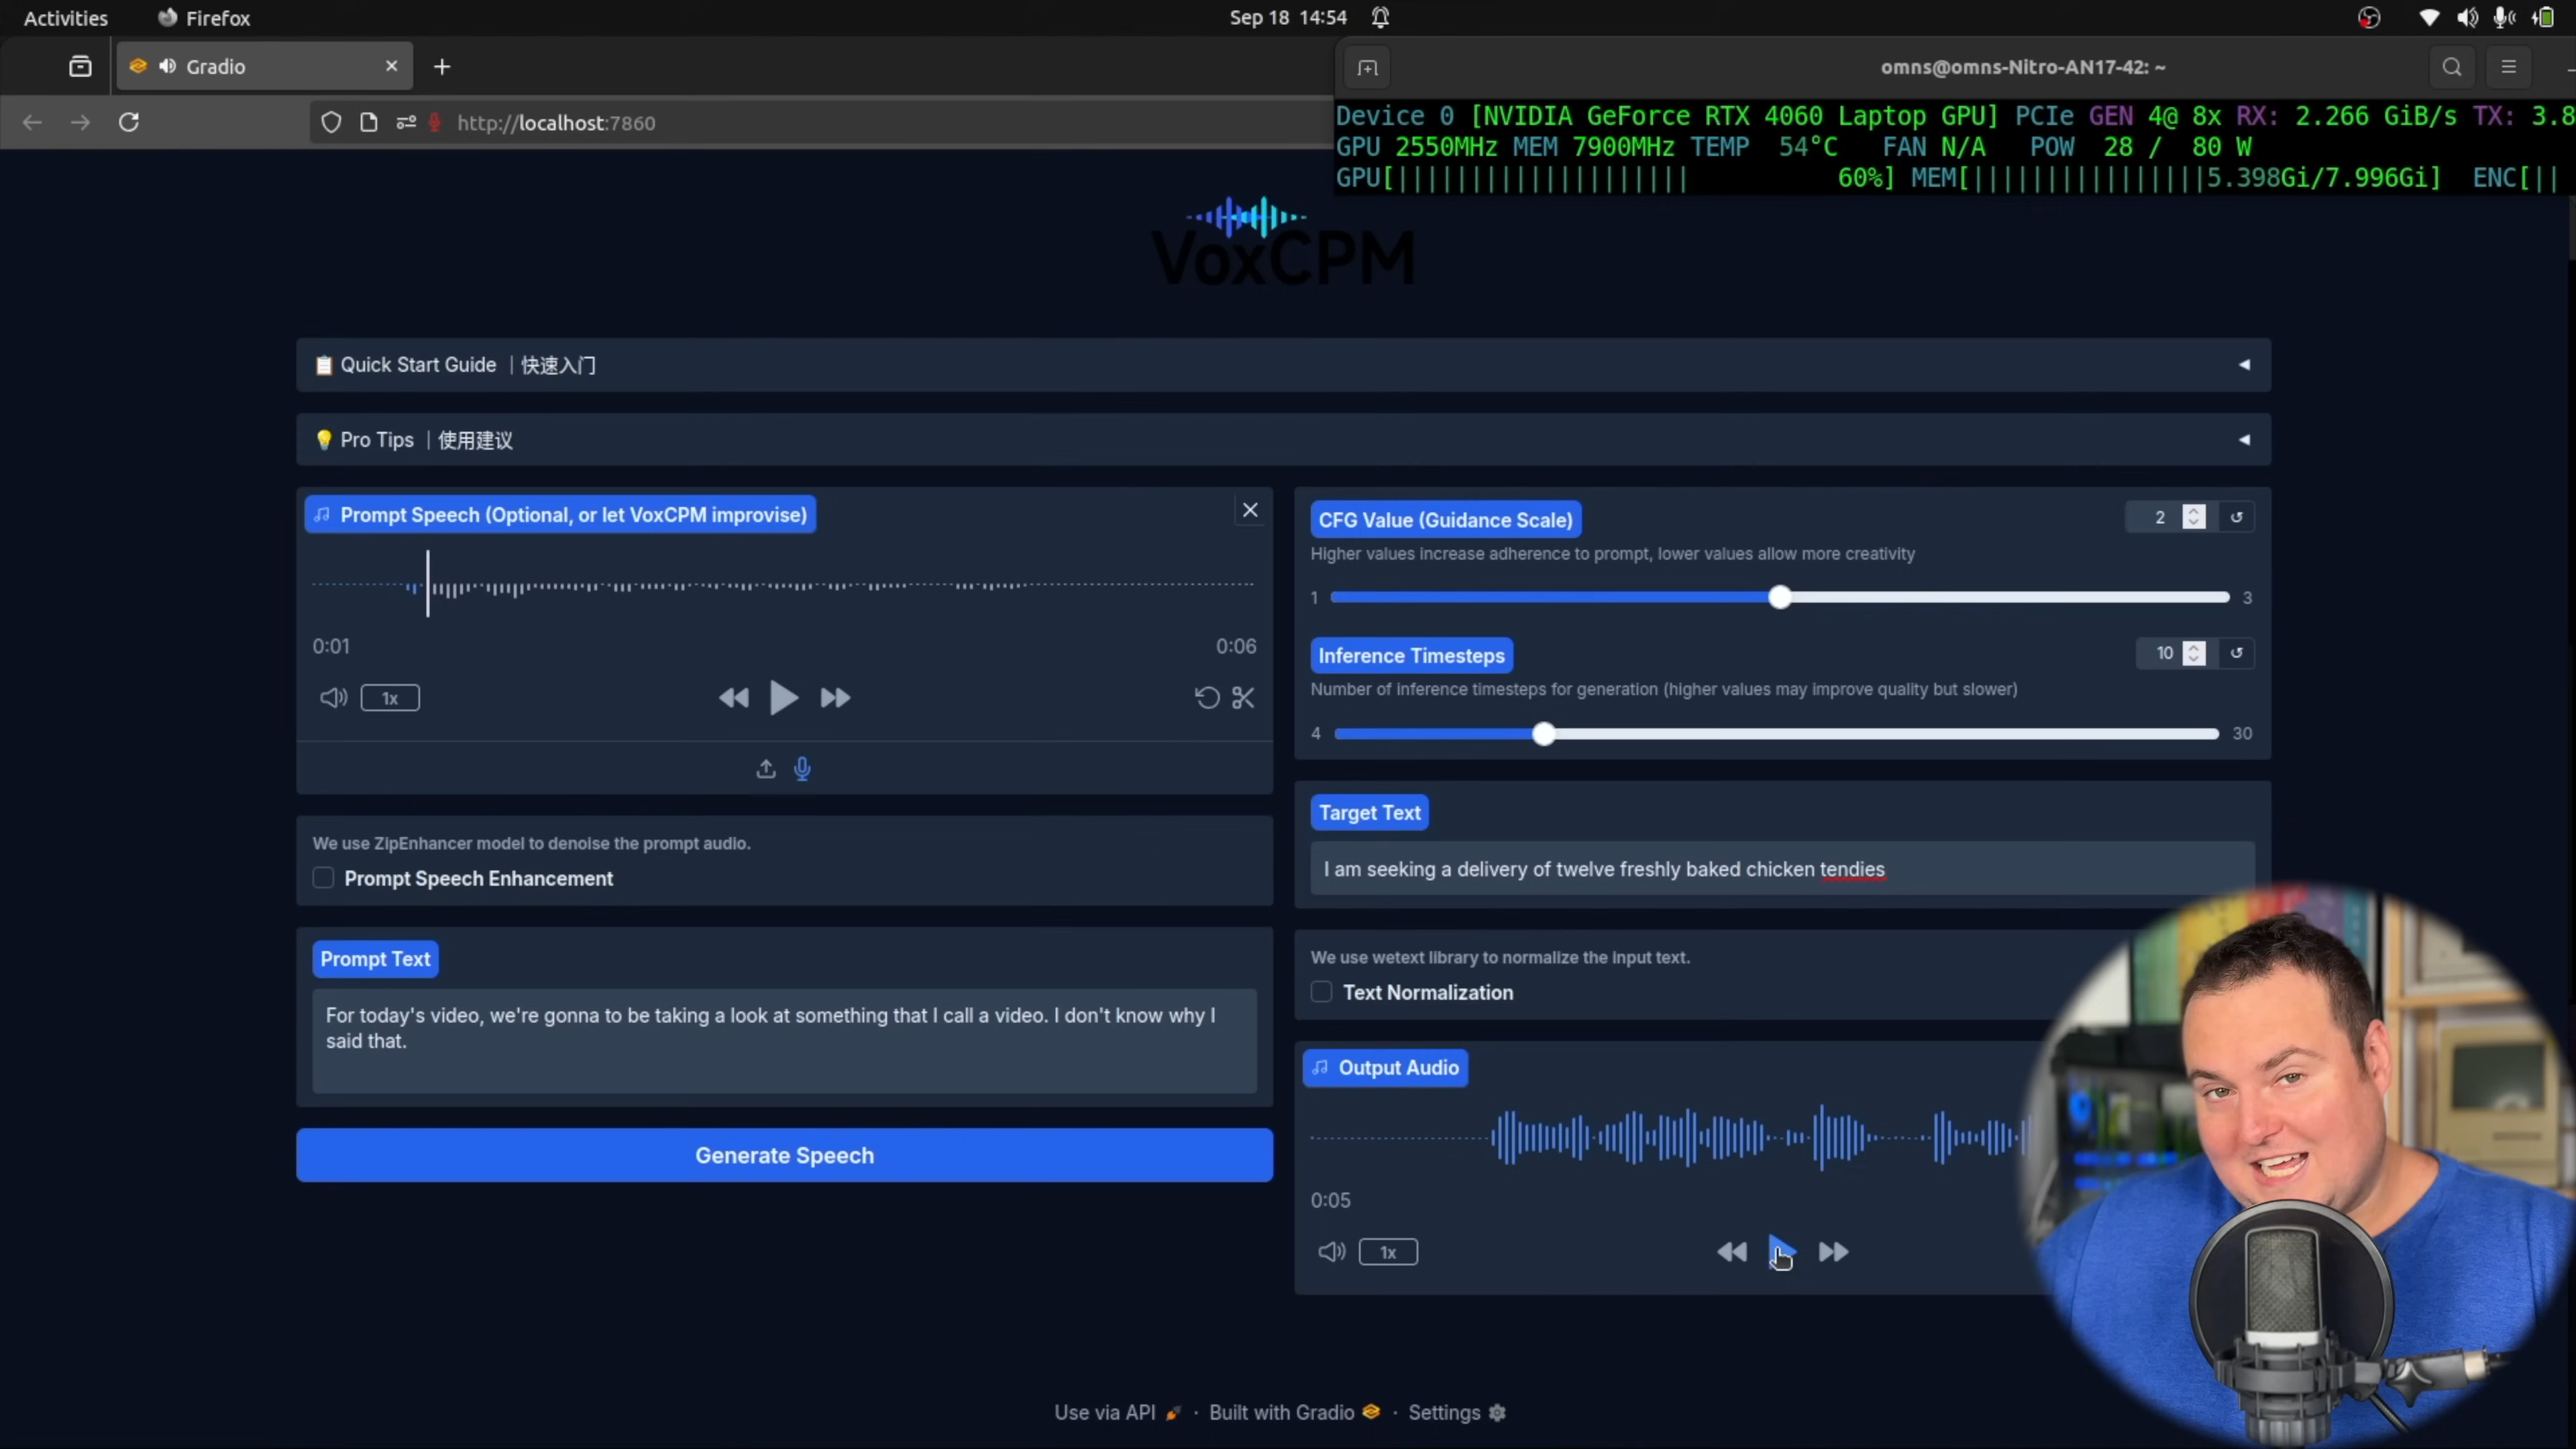 Activities
Firefox
Sep 18 14:54
Gradio
omns@omns-Nitro-AN17-42: ~
http://localhost:7860
Device 0 [NVIDIA GeForce RTX 4060 Laptop GPU] PCIe GEN 4@ 8x RX: 2.266 GiB/s TX: 3.8
GPU 2550MHz MEM 7900MHz TEMP 54°C FAN N/A POW 28 / 80 W
GPU[||||||||||||||||||||         60%] MEM[||||||||||||||||5.398Gi/7.996Gi] ENC[||
VoxCPM
📋 Quick Start Guide ｜快速入门
💡 Pro Tips ｜使用建议
Prompt Speech (Optional, or let VoxCPM improvise)
0:01
0:06
1x
We use ZipEnhancer model to denoise the prompt audio.
Prompt Speech Enhancement
Prompt Text
For today's video, we're gonna to be taking a look at something that I call a video. I don't know why I
said that.
Generate Speech
CFG Value (Guidance Scale)
2
Higher values increase adherence to prompt, lower values allow more creativity
1
3
Inference Timesteps
10
Number of inference timesteps for generation (higher values may improve quality but slower)
4
30
Target Text
I am seeking a delivery of twelve freshly baked chicken tendies
We use wetext library to normalize the input text.
Text Normalization
Output Audio
0:05
1x
Use via API 🚀 · Built with Gradio · Settings ⚙️